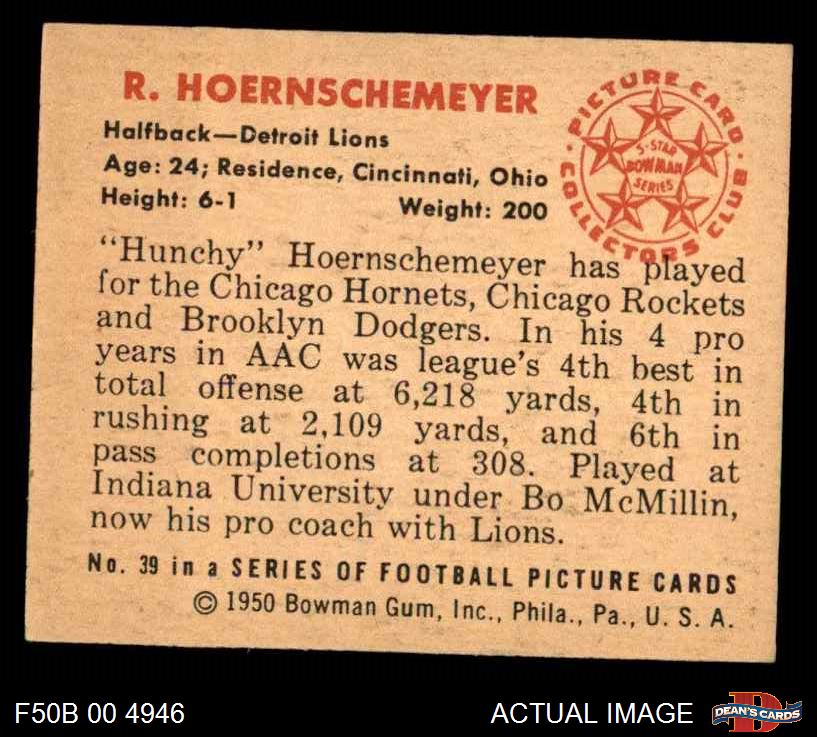 R. HOERNSCHEMEYER
Halfback—Detroit Lions
Age: 24; Residence, Cincinnati, Ohio
Height: 6-1 Weight: 200
PICTURE CARD
COLLECTORS CLUB
5-STAR
BOWMAN
SERIES
"Hunchy" Hoernschemeyer has played
for the Chicago Hornets, Chicago Rockets
and Brooklyn Dodgers. In his 4 pro
years in AAC was league's 4th best in
total offense at 6,218 yards, 4th in
rushing at 2,109 yards, and 6th in
pass completions at 308. Played at
Indiana University under Bo McMillin,
now his pro coach with Lions.
No. 39 in a SERIES OF FOOTBALL PICTURE CARDS
© 1950 Bowman Gum, Inc., Phila., Pa., U. S. A.
F50B 00 4946 ACTUAL IMAGE
D
DEAN'S CARDS